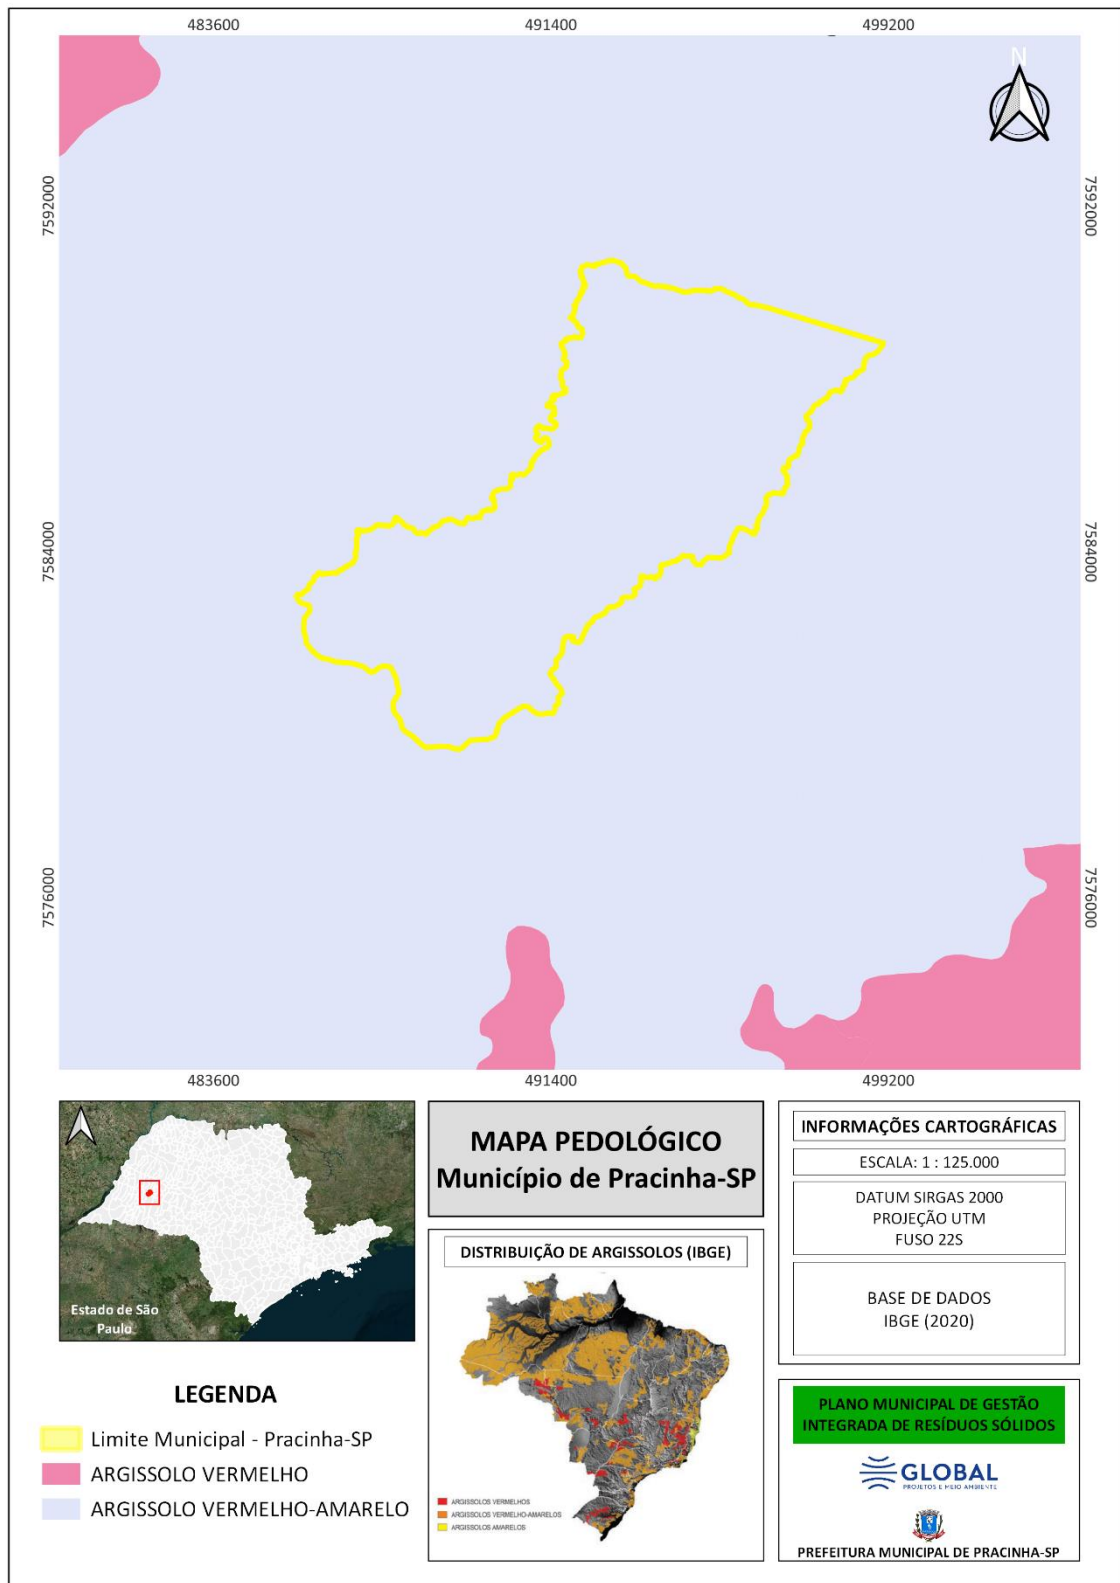 483600 491400 499200
N
7592000 7592000
7584000 7584000
7576000 7576000
483600 491400 499200
Estado de São
Paulo
LEGENDA
Limite Municipal - Pracinha-SP
ARGISSOLO VERMELHO
ARGISSOLO VERMELHO-AMARELO
MAPA PEDOLÓGICO
Município de Pracinha-SP
DISTRIBUIÇÃO DE ARGISSOLOS (IBGE)
ARGISSOLOS VERMELHOS
ARGISSOLOS VERMELHO-AMARELOS
ARGISSOLOS AMARELOS
INFORMAÇÕES CARTOGRÁFICAS
ESCALA: 1 : 125.000
DATUM SIRGAS 2000
PROJEÇÃO UTM
FUSO 22S
BASE DE DADOS
IBGE (2020)
PLANO MUNICIPAL DE GESTÃO
INTEGRADA DE RESÍDUOS SÓLIDOS
GLOBAL
PROJETOS E MEIO AMBIENTE
PREFEITURA MUNICIPAL DE PRACINHA-SP